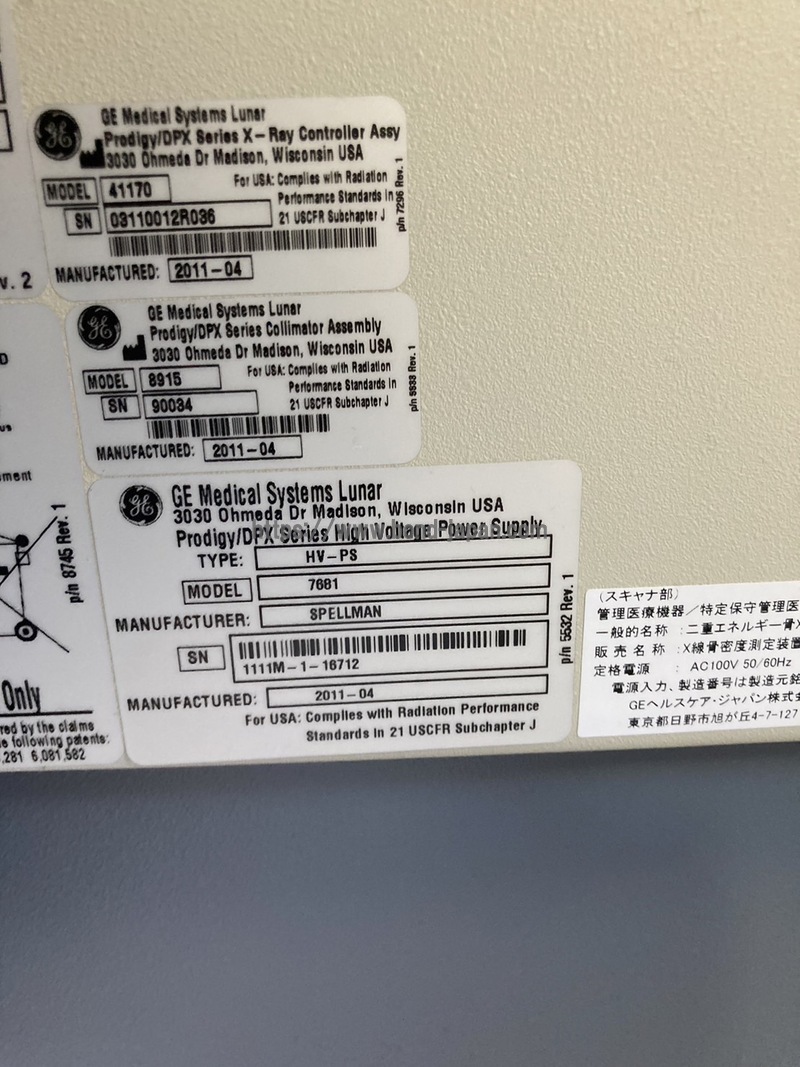 GE Medical Systems Lunar
Prodigy/DPX Series X-Ray Controller Assy
3030 Ohmeda Dr Madison, Wisconsin USA
MODEL 41170
For USA: Complies with Radiation
Performance Standards in
21 USCFR Subchapter J
SN 03110012R036
MANUFACTURED: 2011-04
p/n 7296 Rev. 1
v. 2
GE Medical Systems Lunar
Prodigy/DPX Series Collimator Assembly
3030 Ohmeda Dr Madison, Wisconsin USA
MODEL 8915
For USA: Complies with Radiation
Performance Standards in
21 USCFR Subchapter J
SN 90034
MANUFACTURED: 2011-04
ment
p/n 8745 Rev. 1
Only
red by the claims
e following patents:
,281 6,081,582
GE Medical Systems Lunar
3030 Ohmeda Dr Madison, Wisconsin USA
Prodigy/DPX Series High Voltage Power Supply
TYPE: HV-PS
MODEL 7681
MANUFACTURER: SPELLMAN
SN
1111M-1-16712
MANUFACTURED: 2011-04
For USA: Complies with Radiation Performance
Standards in 21 USCFR Subchapter J
p/n 5532 Rev. 1
(スキャナ部)
管理医療機器/特定保守管理医
一般的名称 :二重エネルギー骨X
販売名称 :X線骨密度測定装置
定格電源 : AC100V 50/60Hz
電源入力、製造番号は製造元銘
GEヘルスケア・ジャパン株式会
東京都日野市旭が丘4-7-127